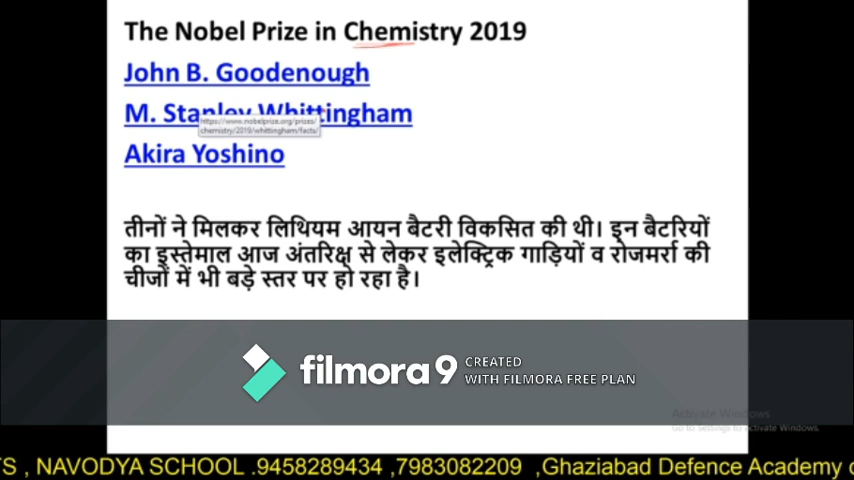 The Nobel Prize in Chemistry 2019
John B. Goodenough
M. Stanley Whittingham
https://www.nobelprize.org/prizes/
chemistry/2019/whittingham/facts/
Akira Yoshino
तीनों ने मिलकर लिथियम आयन बैटरी विकसित की थी। इन बैटरियों
का इस्तेमाल आज अंतरिक्ष से लेकर इलेक्ट्रिक गाड़ियों व रोजमर्रा की
चीजों में भी बड़े स्तर पर हो रहा है।
filmora 9 CREATED
WITH FILMORA FREE PLAN
Activate Windows
Go to Settings to activate Windows.
TS , NAVODYA SCHOOL .9458289434 ,7983082209 ,Ghaziabad Defence Academy